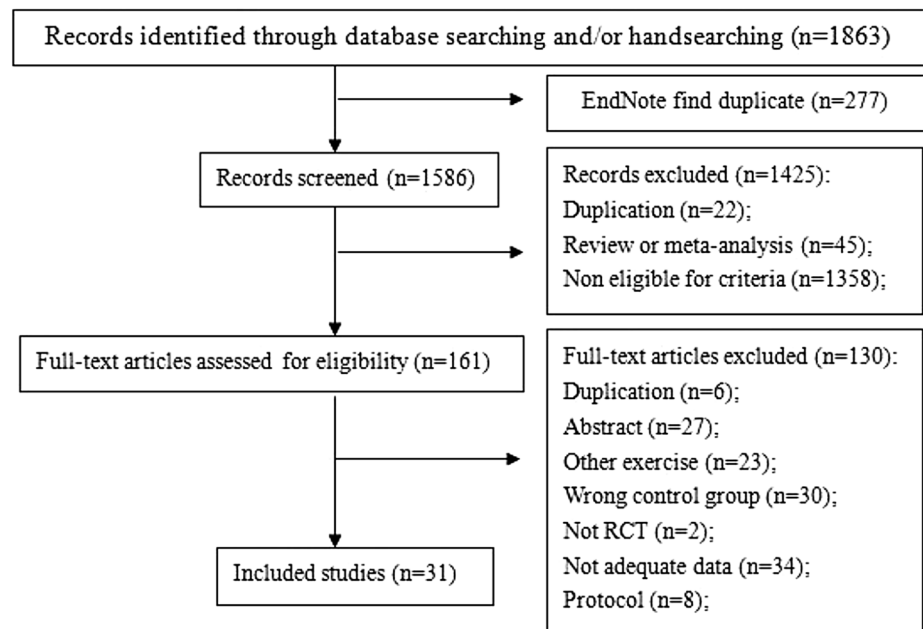 Records identified through database searching and/or handsearching (n=1863)
EndNote find duplicate (n=277)
Records screened (n=1586)
Records excluded (n=1425):
Duplication (n=22);
Review or meta-analysis (n=45);
Non eligible for criteria (n=1358);
Full-text articles assessed for eligibility (n=161)
Full-text articles excluded (n=130):
Duplication (n=6);
Abstract (n=27);
Other exercise (n=23);
Wrong control group (n=30);
Not RCT (n=2);
Not adequate data (n=34);
Protocol (n=8);
Included studies (n=31)